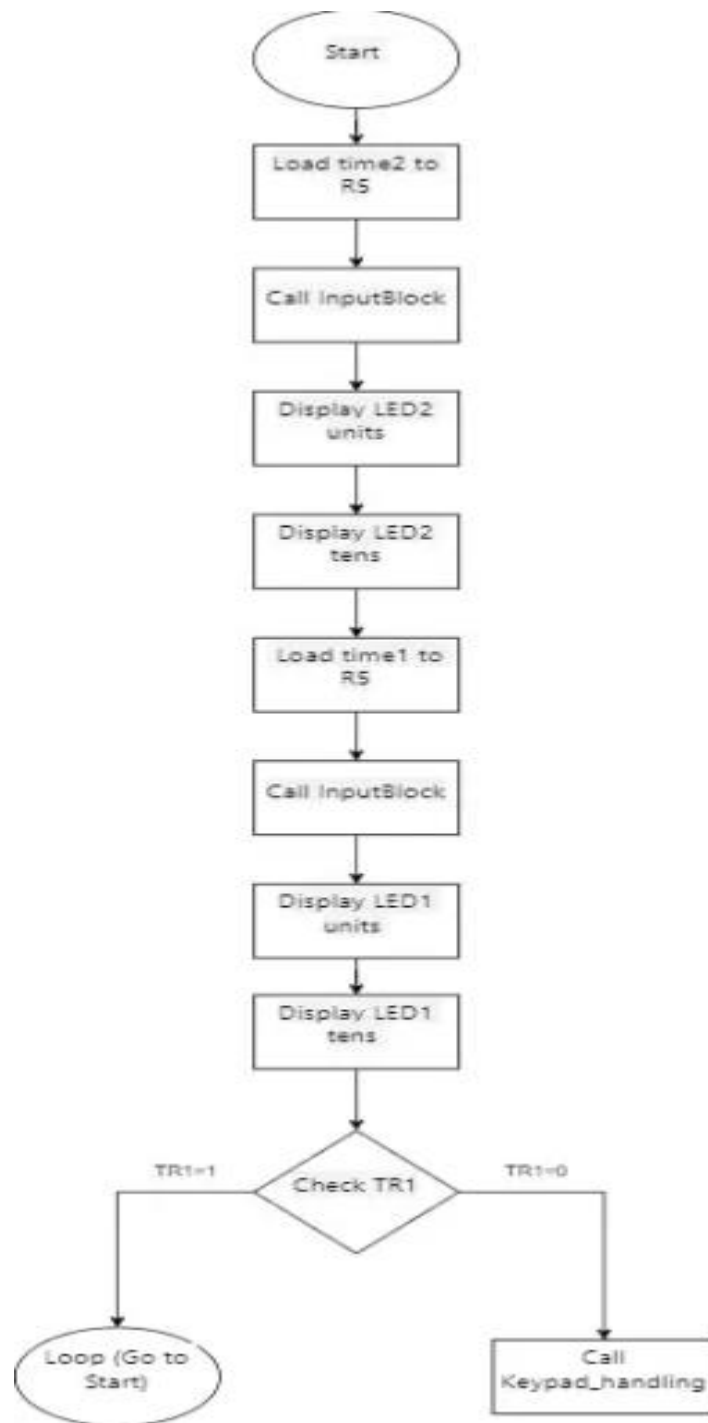 Start
Load time2 to
R5
Call InputBlock
Display LED2
units
Display LED2
tens
Load time1 to
R5
Call InputBlock
Display LED1
units
Display LED1
tens
Check TR1
TR1=1
TR1=0
Loop (Go to
Start)
Call
Keypad_handling